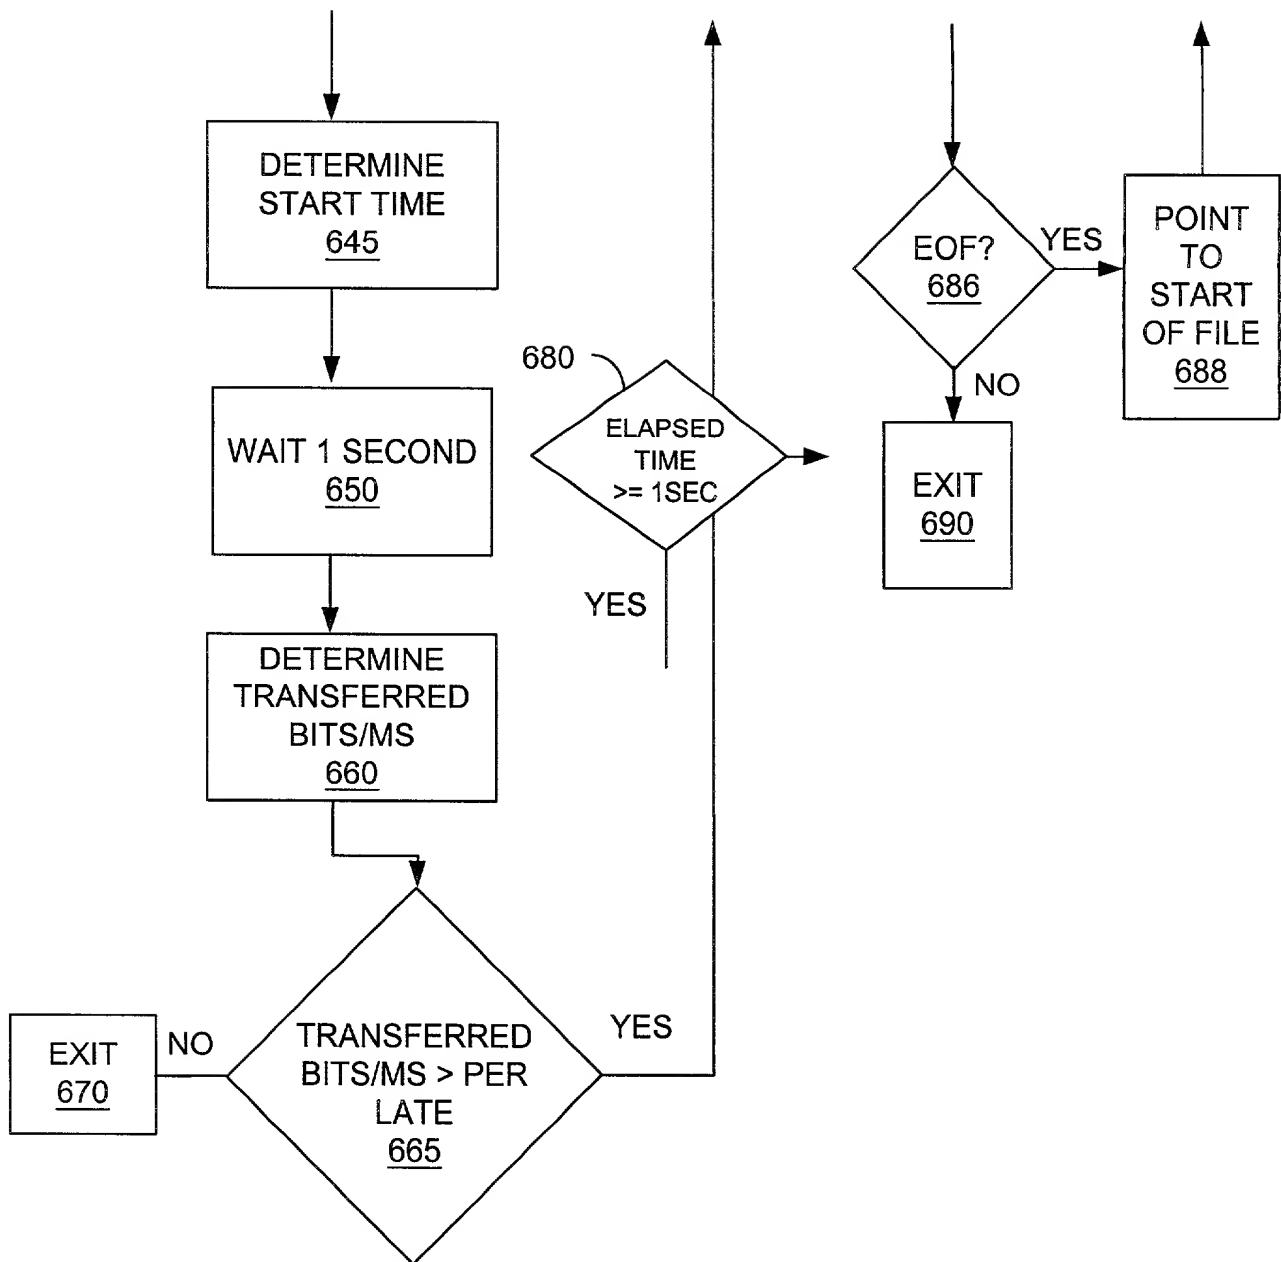 DETERMINE
START TIME
645
WAIT 1 SECOND
650
DETERMINE
TRANSFERRED
BITS/MS
660
TRANSFERRED
BITS/MS > PER
LATE
665
NO
EXIT
670
YES
680
ELAPSED
TIME
>= 1SEC
YES
EOF?
686
YES
NO
EXIT
690
POINT
TO
START
OF FILE
688